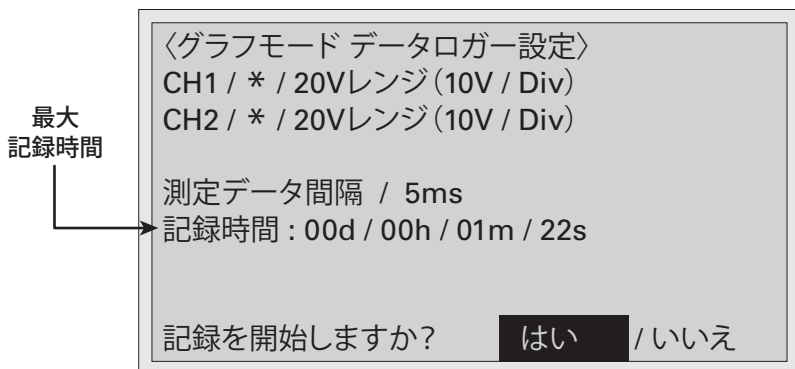 〈グラフモード データロガー設定〉
CH1 / * / 20Vレンジ（10V / Div）
CH2 / * / 20Vレンジ（10V / Div）
最大
記録時間
測定データ間隔 / 5ms
記録時間 : 00d / 00h / 01m / 22s
記録を開始しますか? はい / いいえ